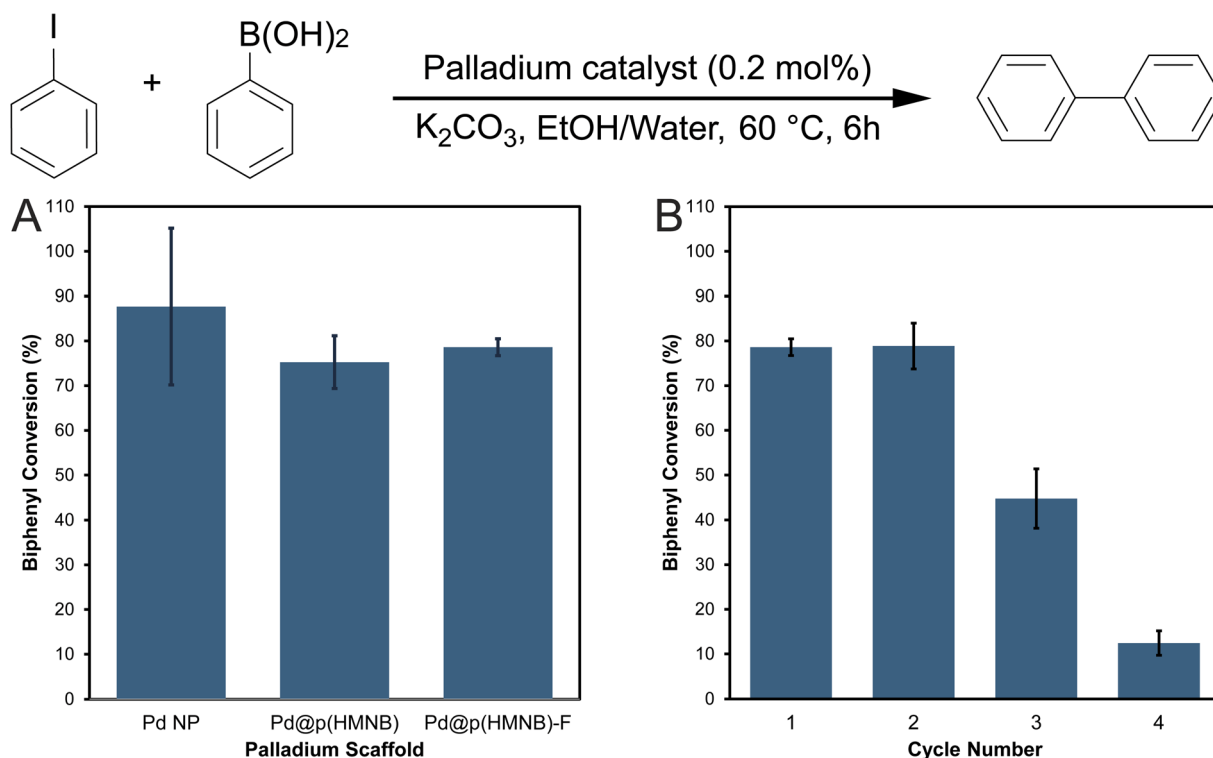 I
B(OH)₂
+
Palladium catalyst (0.2 mol%)
K₂CO₃, EtOH/Water, 60 °C, 6h
A
110
100
90
80
70
60
50
40
30
20
10
0
Biphenyl Conversion (%)
Pd NP Pd@p(HMNB) Pd@p(HMNB)-F
Palladium Scaffold
B
110
100
90
80
70
60
50
40
30
20
10
0
Biphenyl Conversion (%)
1 2 3 4
Cycle Number